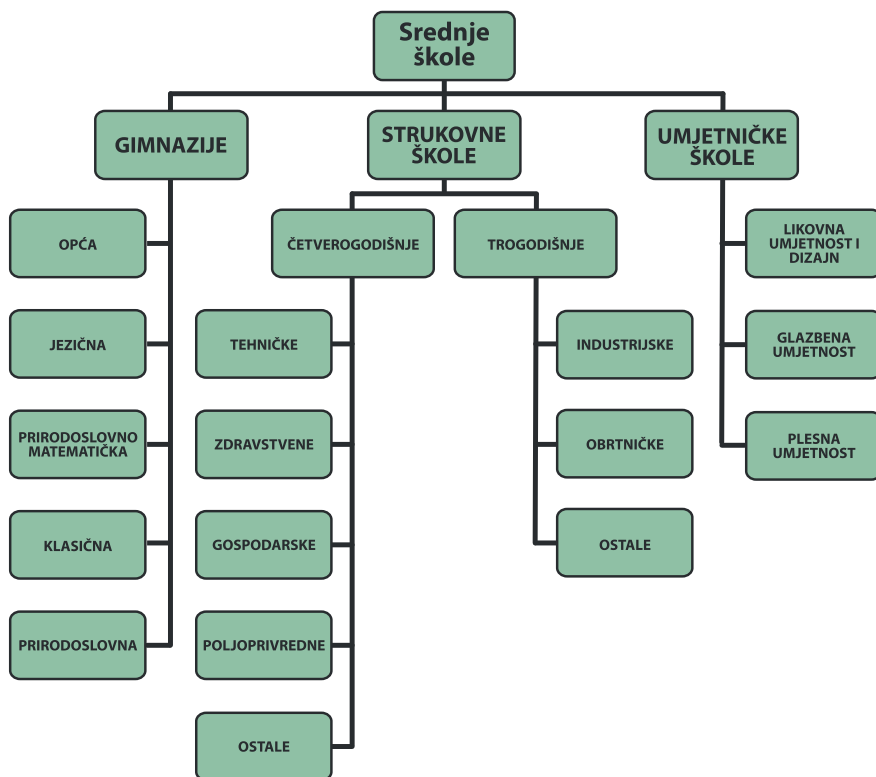 Srednje
škole
GIMNAZIJE
STRUKOVNE
ŠKOLE
UMJETNIČKE
ŠKOLE
OPĆA
JEZIČNA
PRIRODOSLOVNO
MATEMATIČKA
KLASIČNA
PRIRODOSLOVNA
ČETVEROGODIŠNJE
TEHNIČKE
ZDRAVSTVENE
GOSPODARSKE
POLJOPRIVREDNE
OSTALE
TROGODIŠNJE
INDUSTRIJSKE
OBRTNIČKE
OSTALE
LIKOVNA
UMJETNOST I
DIZAJN
GLAZBENA
UMJETNOST
PLESNA
UMJETNOST